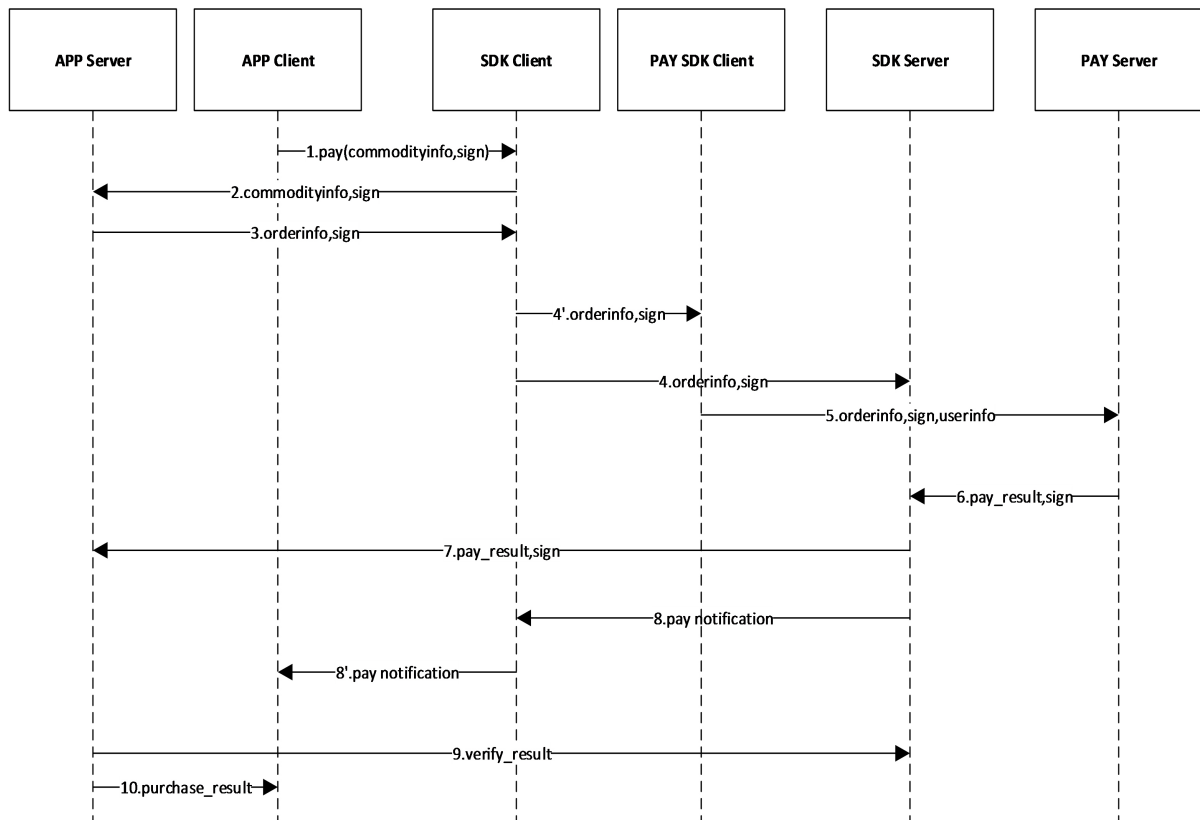 APP Server
APP Client
SDK Client
PAY SDK Client
SDK Server
PAY Server
1.pay(commodityinfo,sign)
2.commodityinfo,sign
3.orderinfo,sign
4'.orderinfo,sign
4.orderinfo,sign
5.orderinfo,sign,userinfo
6.pay_result,sign
7.pay_result,sign
8.pay notification
8'.pay notification
9.verify_result
10.purchase_result